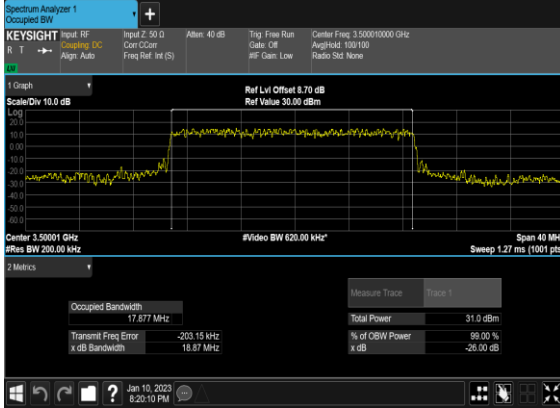 Spectrum Analyzer 1
Occupied BW
+
KEYSIGHT Input: RF Input Z: 50 Ω Atten: 40 dB Trig: Free Run Center Freq: 3.500010000 GHz
R T Coupling: DC Corr CCorr Gate: Off Avg|Hold: 100/100
Align: Auto Freq Ref: Int (S) #IF Gain: Low Radio Std: None
1 Graph
Ref Lvl Offset 8.70 dB
Scale/Div 10.0 dB Ref Value 30.00 dBm
Log
20.0
10.0
0.00
-10.0
-20.0
-30.0
-40.0
-50.0
-60.0
Center 3.50001 GHz #Video BW 620.00 kHz* Span 40 MH
#Res BW 200.00 kHz Sweep 1.27 ms (1001 pts
2 Metrics
Measure Trace Trace 1
Occupied Bandwidth
17.877 MHz Total Power 31.0 dBm
Transmit Freq Error -203.15 kHz % of OBW Power 99.00 %
x dB Bandwidth 18.87 MHz x dB -26.00 dB
? Jan 10, 2023
8:20:10 PM